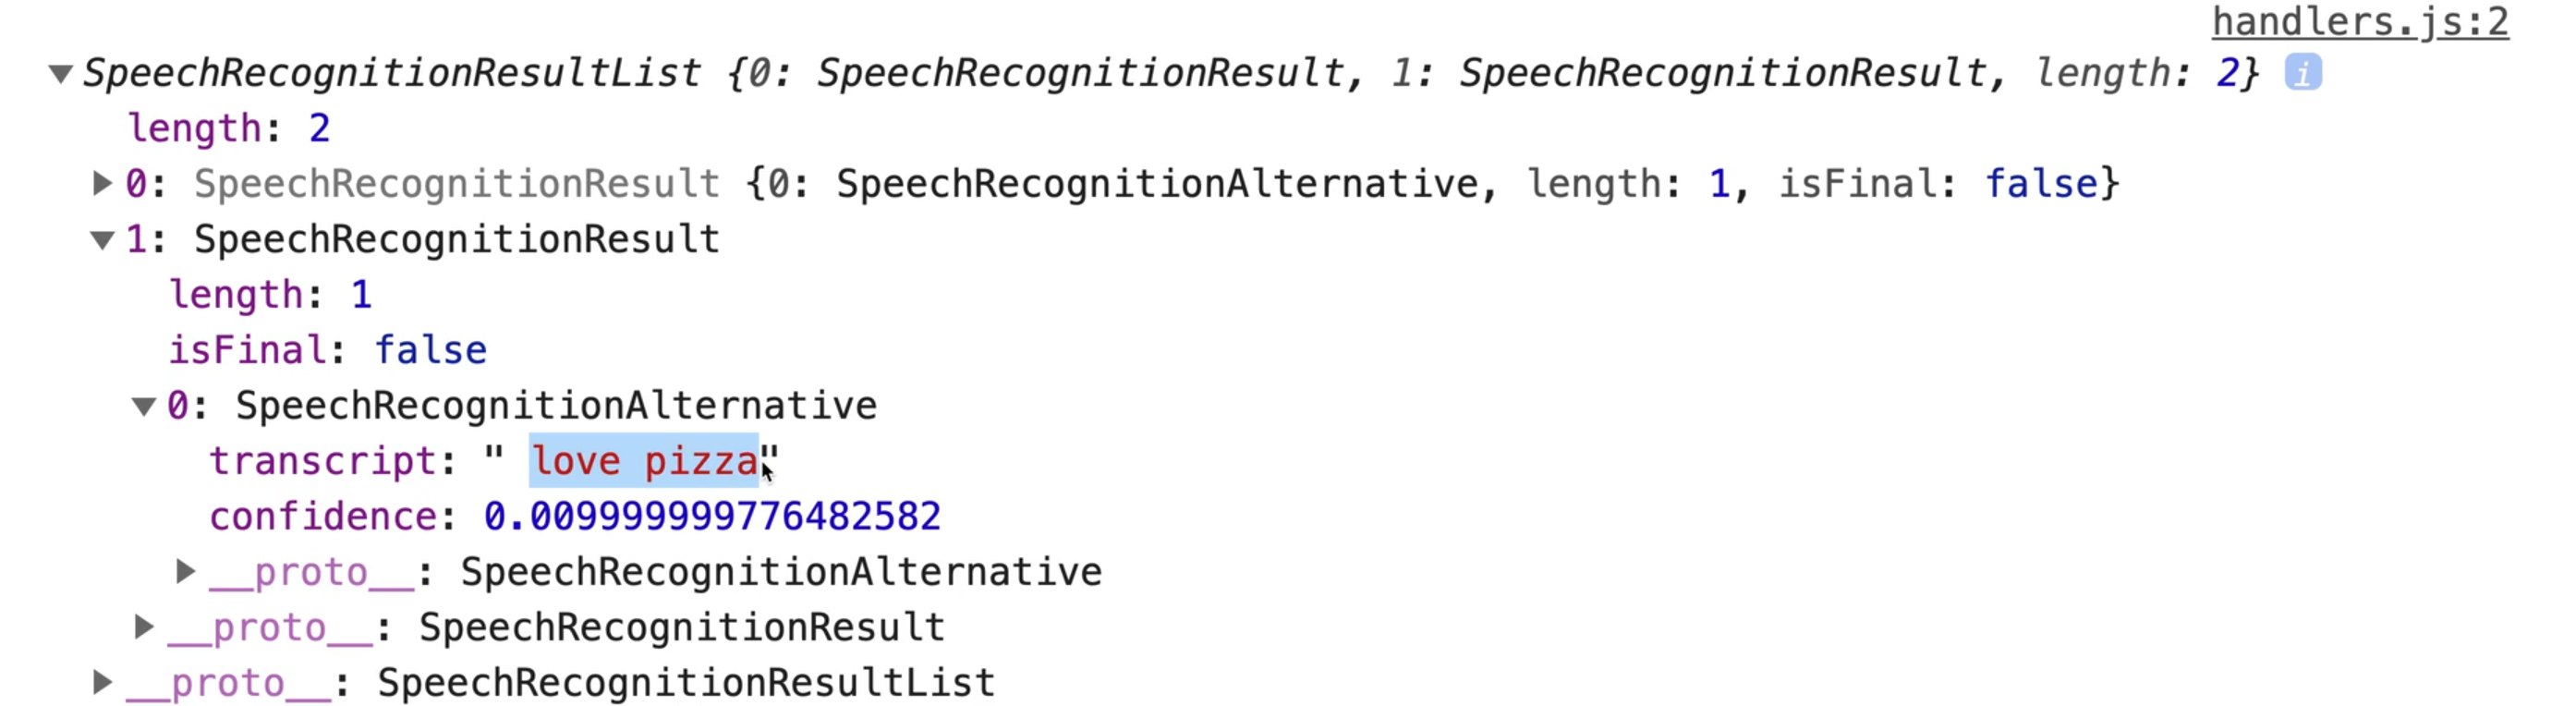 handlers.js:2
▼SpeechRecognitionResultList {0: SpeechRecognitionResult, 1: SpeechRecognitionResult, length: 2} i
length: 2
▶0: SpeechRecognitionResult {0: SpeechRecognitionAlternative, length: 1, isFinal: false}
▼1: SpeechRecognitionResult
length: 1
isFinal: false
▼0: SpeechRecognitionAlternative
transcript: " love pizza"
confidence: 0.009999999776482582
▶__proto__: SpeechRecognitionAlternative
▶__proto__: SpeechRecognitionResult
▶__proto__: SpeechRecognitionResultList